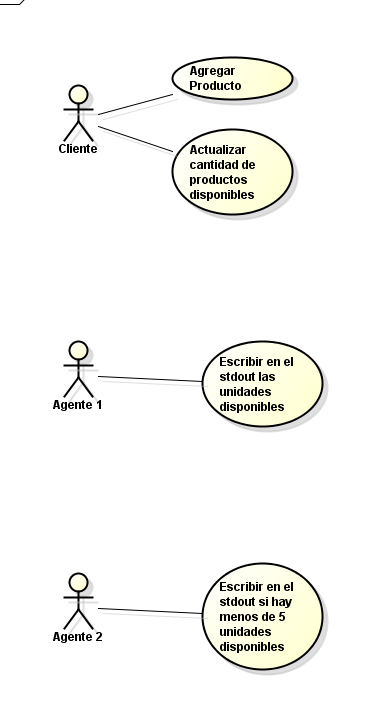 Agregar
Producto
Cliente
Actualizar
cantidad de
productos
disponibles
Escribir en el
stdout las
unidades
disponibles
Agente 1
Escribir en el
stdout si hay
menos de 5
unidades
disponibles
Agente 2